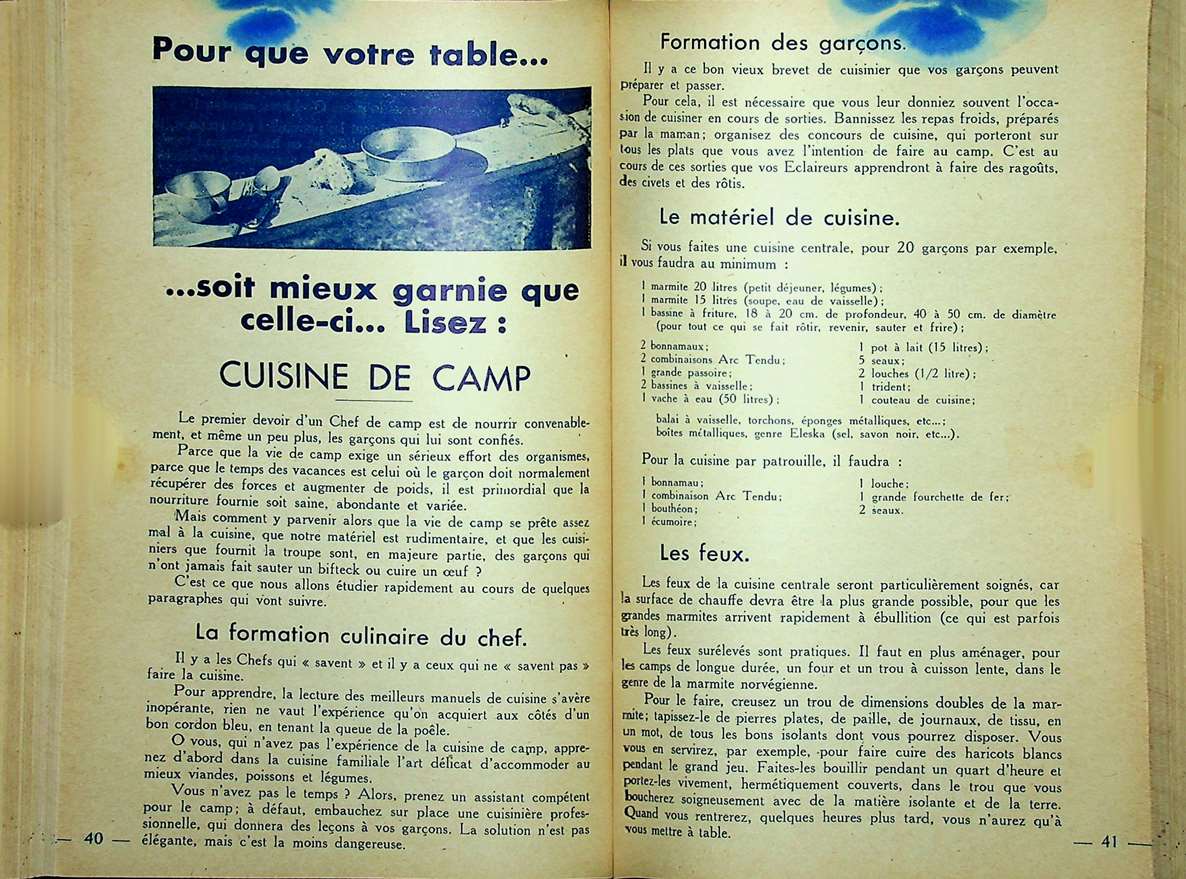 Pour que votre table...
...soit mieux garnie que
celle-ci... Lisez :
CUISINE DE CAMP
Le premier devoir d'un Chef de camp est de nourrir convenable-
ment, et même un peu plus, les garçons qui lui sont confiés.
Parce que la vie de camp exige un sérieux effort des organismes,
parce que le temps des vacances est celui où le garçon doit normalement
récupérer des forces et augmenter de poids, il est primordial que la
nourriture fournie soit saine, abondante et variée.
Mais comment y parvenir alors que la vie de camp se prête assez
mal à la cuisine, que notre matériel est rudimentaire, et que les cuisi-
niers que fournit la troupe sont, en majeure partie, des garçons qui
n'ont jamais fait sauter un bifteck ou cuire un œuf ?
C'est ce que nous allons étudier rapidement au cours de quelques
paragraphes qui vont suivre.
La formation culinaire du chef.
Il y a les Chefs qui « savent » et il y a ceux qui ne « savent pas »
faire la cuisine.
Pour apprendre, la lecture des meilleurs manuels de cuisine s'avère
inopérante, rien ne vaut l'expérience qu'on acquiert aux côtés d'un
bon cordon bleu, en tenant la queue de la poêle.
O vous, qui n'avez pas l'expérience de la cuisine de camp, appre-
nez d'abord dans la cuisine familiale l'art délicat d'accommoder au
mieux viandes, poissons et légumes.
Vous n'avez pas le temps ? Alors, prenez un assistant compétent
pour le camp; à défaut, embauchez sur place une cuisinière profes-
sionnelle, qui donnera des leçons à vos garçons. La solution n'est pas
élégante, mais c'est la moins dangereuse.
— 40 —
Formation des garçons.
Il y a ce bon vieux brevet de cuisinier que vos garçons peuvent
préparer et passer.
Pour cela, il est nécessaire que vous leur donniez souvent l'occa-
sion de cuisiner en cours de sorties. Bannissez les repas froids, préparés
par la maman; organisez des concours de cuisine, qui porteront sur
tous les plats que vous avez l'intention de faire au camp. C'est au
cours de ces sorties que vos Eclaireurs apprendront à faire des ragoûts,
des civets et des rôtis.
Le matériel de cuisine.
Si vous faites une cuisine centrale, pour 20 garçons par exemple,
il vous faudra au minimum :
1 marmite 20 litres (petit déjeuner, légumes) ;
1 marmite 15 litres (soupe, eau de vaisselle) ;
1 bassine à friture, 18 à 20 cm. de profondeur, 40 à 50 cm. de diamètre
(pour tout ce qui se fait rôtir, revenir, sauter et frire) ;
2 bonnamaux;
2 combinaisons Arc Tendu;
1 grande passoire;
2 bassines à vaisselle;
1 vache à eau (50 litres) ;
1 pot à lait (15 litres) ;
5 seaux;
2 louches (1/2 litre) ;
1 trident;
1 couteau de cuisine;
balai à vaisselle, torchons, éponges métalliques, etc...;
boîtes métalliques, genre Eleska (sel, savon noir, etc...).
Pour la cuisine par patrouille, il faudra :
1 bonnamau;
1 combinaison Arc Tendu;
1 bouthéon;
1 écumoire;
1 louche;
1 grande fourchette de fer;
2 seaux.
Les feux.
Les feux de la cuisine centrale seront particulièrement soignés, car
la surface de chauffe devra être la plus grande possible, pour que les
grandes marmites arrivent rapidement à ébullition (ce qui est parfois
très long).
Les feux surélevés sont pratiques. Il faut en plus aménager, pour
les camps de longue durée, un four et un trou à cuisson lente, dans le
genre de la marmite norvégienne.
Pour le faire, creusez un trou de dimensions doubles de la mar-
mite; tapissez-le de pierres plates, de paille, de journaux, de tissu, en
un mot, de tous les bons isolants dont vous pourrez disposer. Vous
vous en servirez, par exemple, pour faire cuire des haricots blancs
pendant le grand jeu. Faites-les bouillir pendant un quart d'heure et
portez-les vivement, hermétiquement couverts, dans le trou que vous
boucherez soigneusement avec de la matière isolante et de la terre.
Quand vous rentrerez, quelques heures plus tard, vous n'aurez qu'à
vous mettre à table.
— 41 —